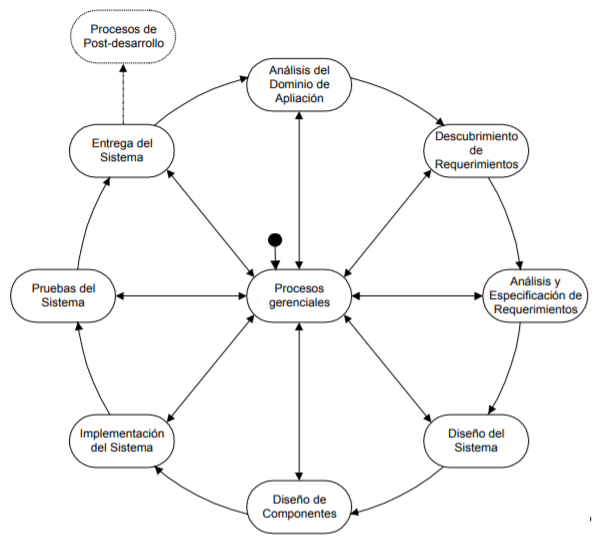 Procesos de
Post-desarrollo
Análisis del
Dominio de
Apliación
Entrega del
Sistema
Descubrimiento
de
Requerimientos
Pruebas del
Sistema
Procesos
gerenciales
Análisis y
Especificación de
Requerimientos
Implementación
del Sistema
Diseño del
Sistema
Diseño de
Componentes